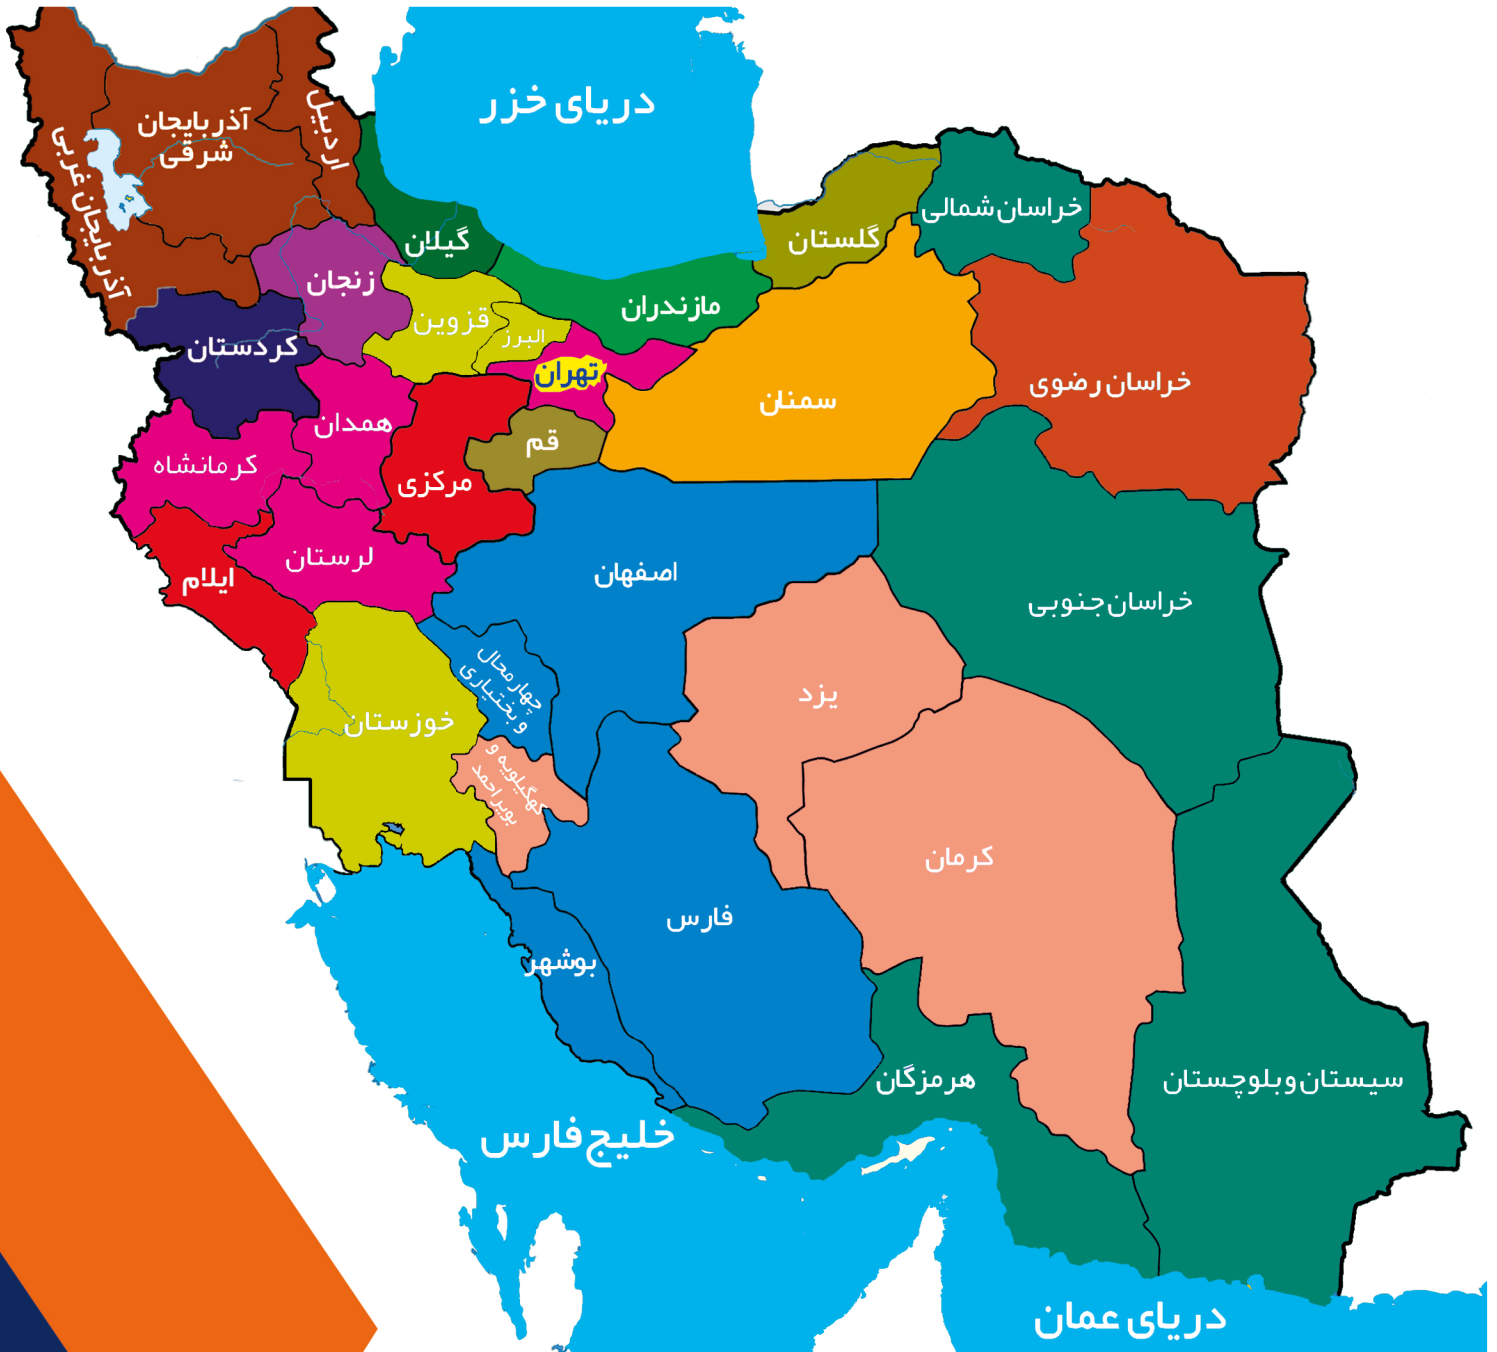 دریای خزر
آذربایجان
شرقی
اردبیل
آذربایجان غربی
گیلان
زنجان
مازندران
گلستان
خراسان شمالی
قزوین
البرز
تهران
کردستان
سمنان
خراسان رضوی
همدان
قم
کرمانشاه
مرکزی
لرستان
ایلام
اصفهان
خراسان جنوبی
چهارمحال
و بختیاری
یزد
خوزستان
کهگیلویه و
بویراحمد
کرمان
فارس
بوشهر
هرمزگان
سیستان و بلوچستان
خلیج فارس
دریای عمان